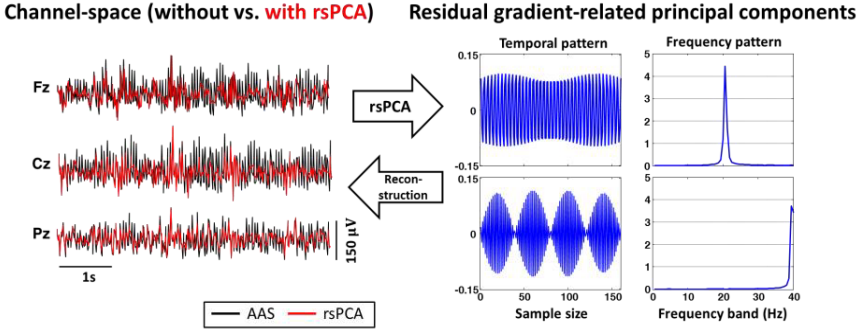 Channel-space (without vs. with rsPCA)
Residual gradient-related principal components
Temporal pattern
Frequency pattern
Fz
Cz
Pz
1s
150 µV
AAS
rsPCA
rsPCA
Recon-
struction
0.15
0
-0.15
0.15
0
-0.15
0
50
100
150
Sample size
5
4
3
2
1
0
5
4
3
2
1
0
0
10
20
30
40
Frequency band (Hz)